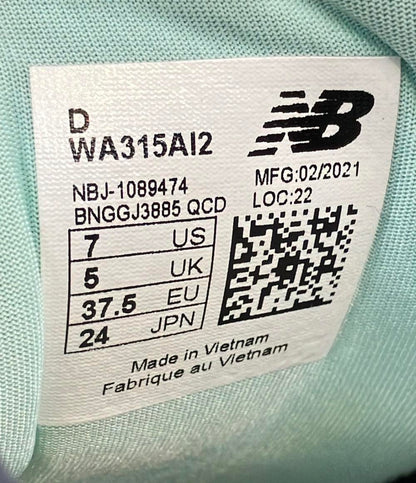 D
WA315AI2
NB
MFG:02/2021
LOC:22
NBJ-1089474
BNGGJ3885 QCD
7 US
5 UK
37.5 EU
24 JPN
Made in Vietnam
Fabrique au Vietnam